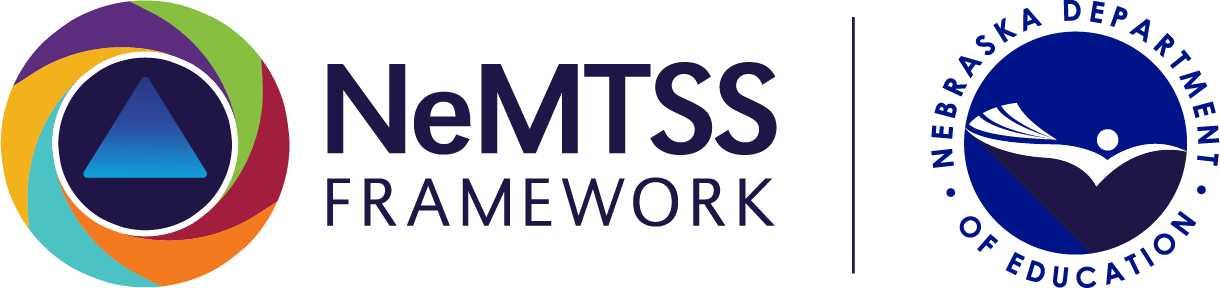 NeMTSS
FRAMEWORK
NEBRASKA DEPARTMENT
• OF EDUCATION •